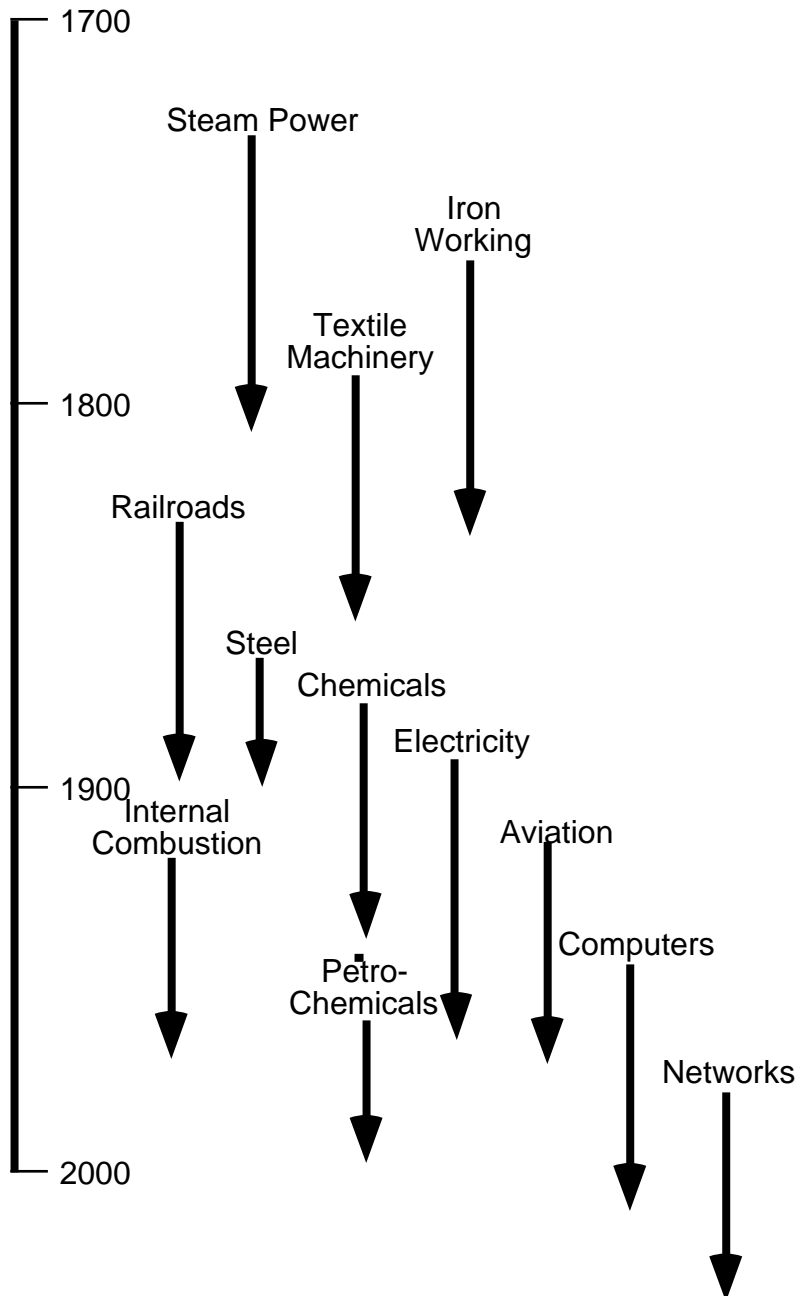 1700
Steam Power
Iron
Working
Textile
Machinery
1800
Railroads
Steel
Chemicals
Electricity
1900
Internal
Combustion
Aviation
Computers
Petro-
Chemicals
Networks
2000